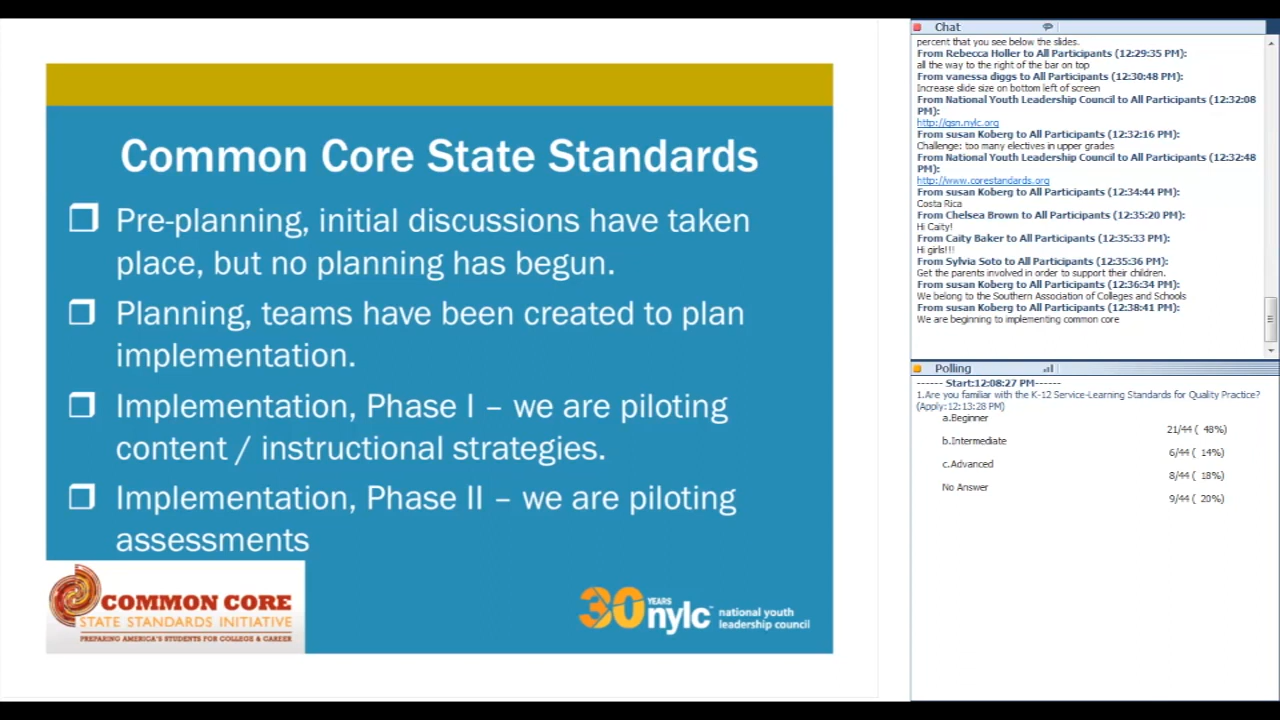 Common Core State Standards
❒ Pre-planning, initial discussions have taken
place, but no planning has begun.
❒ Planning, teams have been created to plan
implementation.
❒ Implementation, Phase I – we are piloting
content / instructional strategies.
❒ Implementation, Phase II – we are piloting
assessments
COMMON CORE
STATE STANDARDS INITIATIVE
PREPARING AMERICA'S STUDENTS FOR COLLEGE & CAREER
30 YEARS nylc™ national youth
leadership council
Chat
percent that you see below the slides.
From Rebecca Holler to All Participants (12:29:35 PM):
all the way to the right of the bar on top
From vanessa diggs to All Participants (12:30:48 PM):
Increase slide size on bottom left of screen
From National Youth Leadership Council to All Participants (12:32:08
PM):
http://gsn.nylc.org
From susan Koberg to All Participants (12:32:16 PM):
Challenge: too many electives in upper grades
From National Youth Leadership Council to All Participants (12:32:48
PM):
http://www.corestandards.org
From susan Koberg to All Participants (12:34:44 PM):
Costa Rica
From Chelsea Brown to All Participants (12:35:20 PM):
Hi Caity!
From Caity Baker to All Participants (12:35:33 PM):
Hi girls!!!
From Sylvia Soto to All Participants (12:35:36 PM):
Get the parents involved in order to support their children.
From susan Koberg to All Participants (12:36:34 PM):
We belong to the Southern Association of Colleges and Schools
From susan Koberg to All Participants (12:38:41 PM):
We are beginning to implementing common core
Polling
------ Start:12:08:27 PM------
1.Are you familiar with the K-12 Service-Learning Standards for Quality Practice?
(Apply:12:13:28 PM)
a.Beginner
21/44 ( 48%)
b.Intermediate
6/44 ( 14%)
c.Advanced
8/44 ( 18%)
No Answer
9/44 ( 20%)